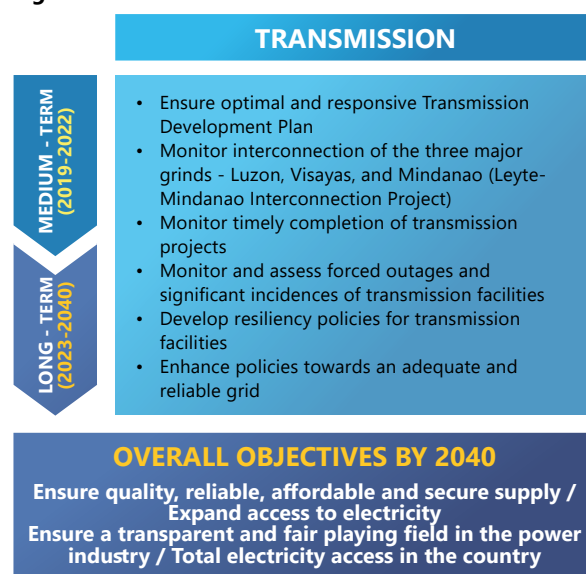 TRANSMISSION
MEDIUM - TERM
(2019-2022)
LONG - TERM
(2023-2040)
• Ensure optimal and responsive Transmission
Development Plan
• Monitor interconnection of the three major
grinds - Luzon, Visayas, and Mindanao (Leyte-
Mindanao Interconnection Project)
• Monitor timely completion of transmission
projects
• Monitor and assess forced outages and
significant incidences of transmission facilities
• Develop resiliency policies for transmission
facilities
• Enhance policies towards an adequate and
reliable grid
OVERALL OBJECTIVES BY 2040
Ensure quality, reliable, affordable and secure supply /
Expand access to electricity
Ensure a transparent and fair playing field in the power
industry / Total electricity access in the country